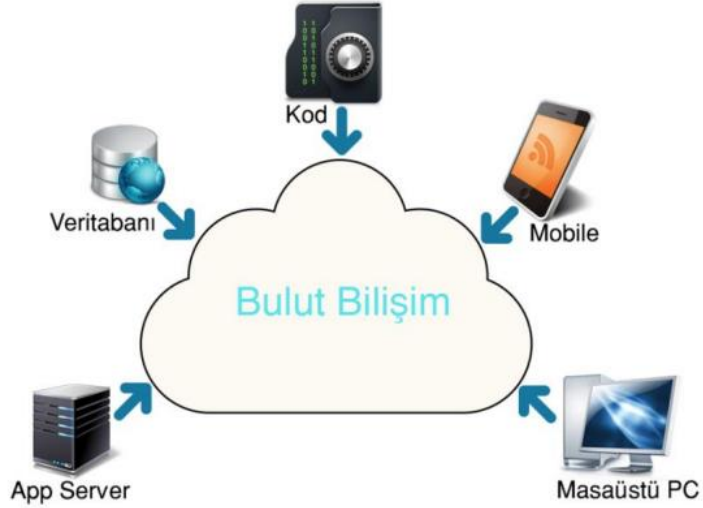 Kod
Veritabanı
Mobile
Bulut Bilişim
App Server
Masaüstü PC